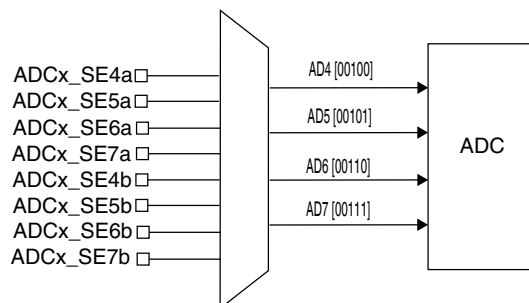 ADCx_SE4a
ADCx_SE5a
ADCx_SE6a
ADCx_SE7a
ADCx_SE4b
ADCx_SE5b
ADCx_SE6b
ADCx_SE7b
AD4 [00100]
AD5 [00101]
AD6 [00110]
AD7 [00111]
ADC